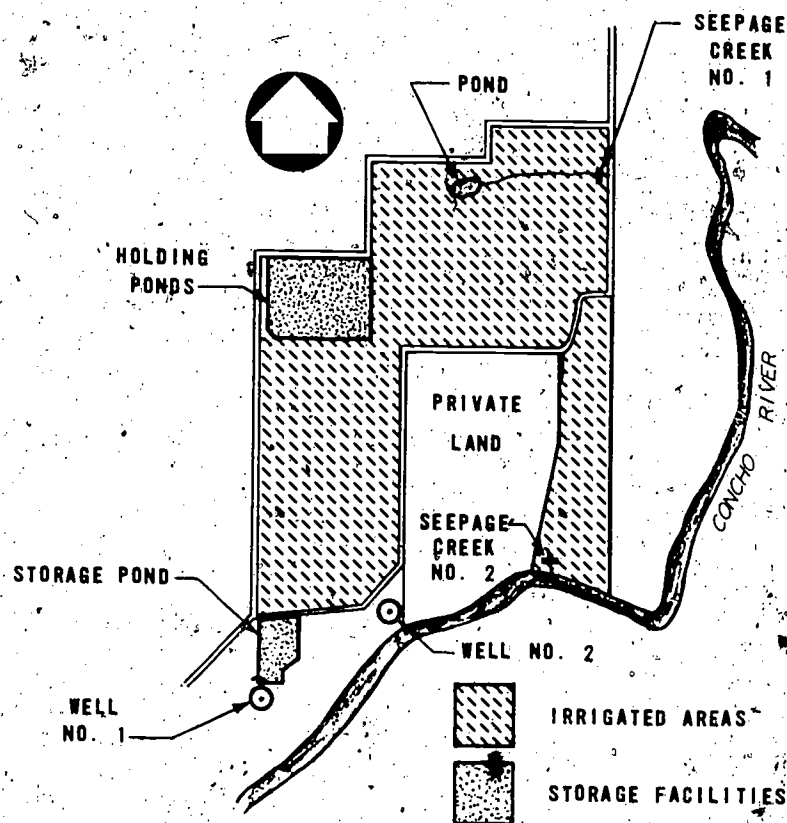 SEEPAGE
CREEK
NO. 1
POND
HOLDING
PONDS
PRIVATE
LAND
CONCHO RIVER
SEEPAGE
CREEK
NO. 2
STORAGE POND
WELL NO. 2
WELL
NO. 1
IRRIGATED AREAS
STORAGE FACILITIES